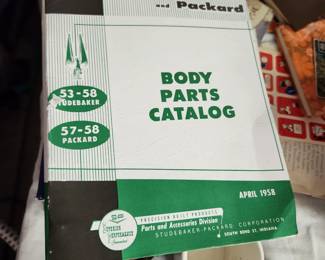 and Packard
BODY
PARTS
CATALOG
53-58
STUDEBAKER
57-58
PACKARD
APRIL 1958
PRECISION BUILT PRODUCTS
Parts and Accessories Division
STUDEBAKER-PACKARD CORPORATION
SOUTH BEND 27, INDIANA